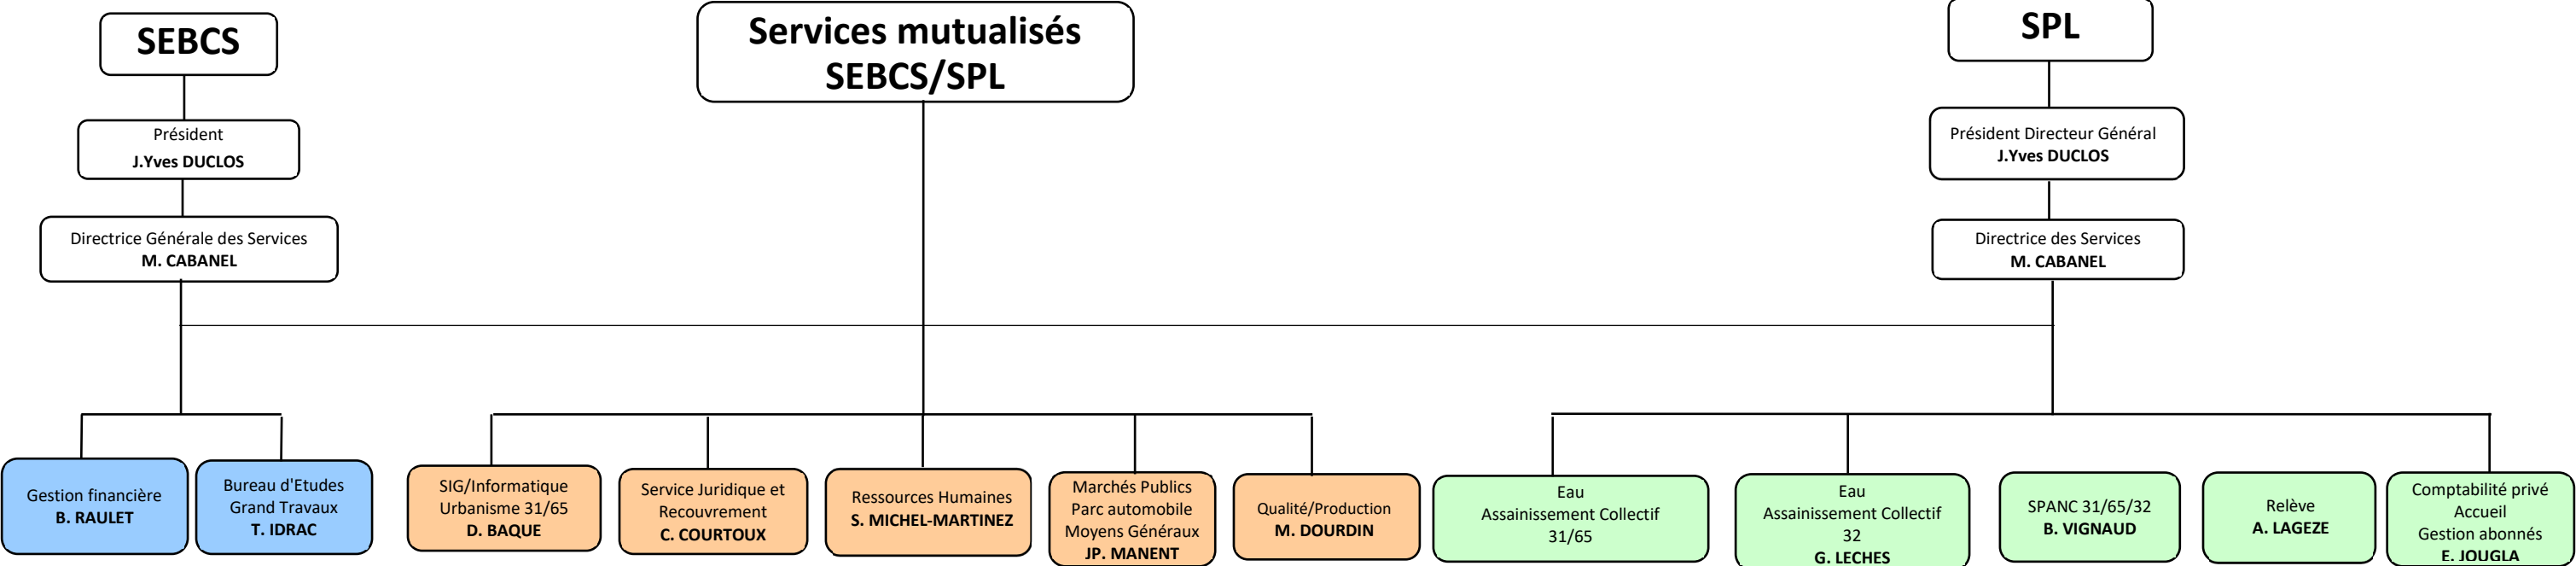 SEBCS
Services mutualisés
SEBCS/SPL
SPL
Président
J.Yves DUCLOS
Président Directeur Général
J.Yves DUCLOS
Directrice Générale des Services
M. CABANEL
Directrice des Services
M. CABANEL
Gestion financière
B. RAULET
Bureau d'Etudes
Grand Travaux
T. IDRAC
SIG/Informatique
Urbanisme 31/65
D. BAQUE
Service Juridique et
Recouvrement
C. COURTOUX
Ressources Humaines
S. MICHEL-MARTINEZ
Marchés Publics
Parc automobile
Moyens Généraux
JP. MANENT
Qualité/Production
M. DOURDIN
Eau
Assainissement Collectif
31/65
Eau
Assainissement Collectif
32
G. LECHES
SPANC 31/65/32
B. VIGNAUD
Relève
A. LAGEZE
Comptabilité privé
Accueil
Gestion abonnés
E. JOUGLA